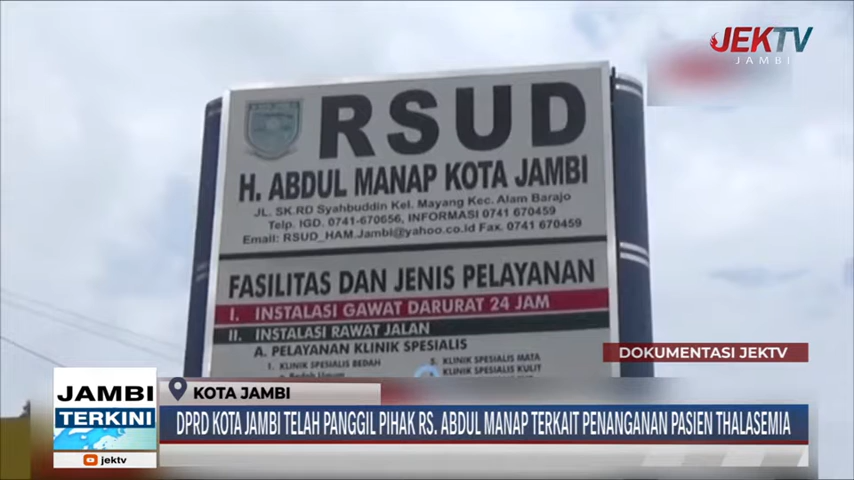 JEKTV
JAMBI
RSUD
H. ABDUL MANAP KOTA JAMBI
JL. SK.RD Syahbuddin Kel. Mayang Kec. Alam Barajo
Telp. IGD. 0741-670656, INFORMASI 0741 670459
Email: RSUD_HAM.Jambi@yahoo.co.id Fax. 0741 670459
FASILITAS DAN JENIS PELAYANAN
I. INSTALASI GAWAT DARURAT 24 JAM
II. INSTALASI RAWAT JALAN
A. PELAYANAN KLINIK SPESIALIS
1. KLINIK SPESIALIS BEDAH
KLINIK SPESIALIS MATA
KLINIK SPESIALIS KULIT
DOKUMENTASI JEKTV
KOTA JAMBI
JAMBI
TERKINI
jektv
DPRD KOTA JAMBI TELAH PANGGIL PIHAK RS. ABDUL MANAP TERKAIT PENANGANAN PASIEN THALASEMIA